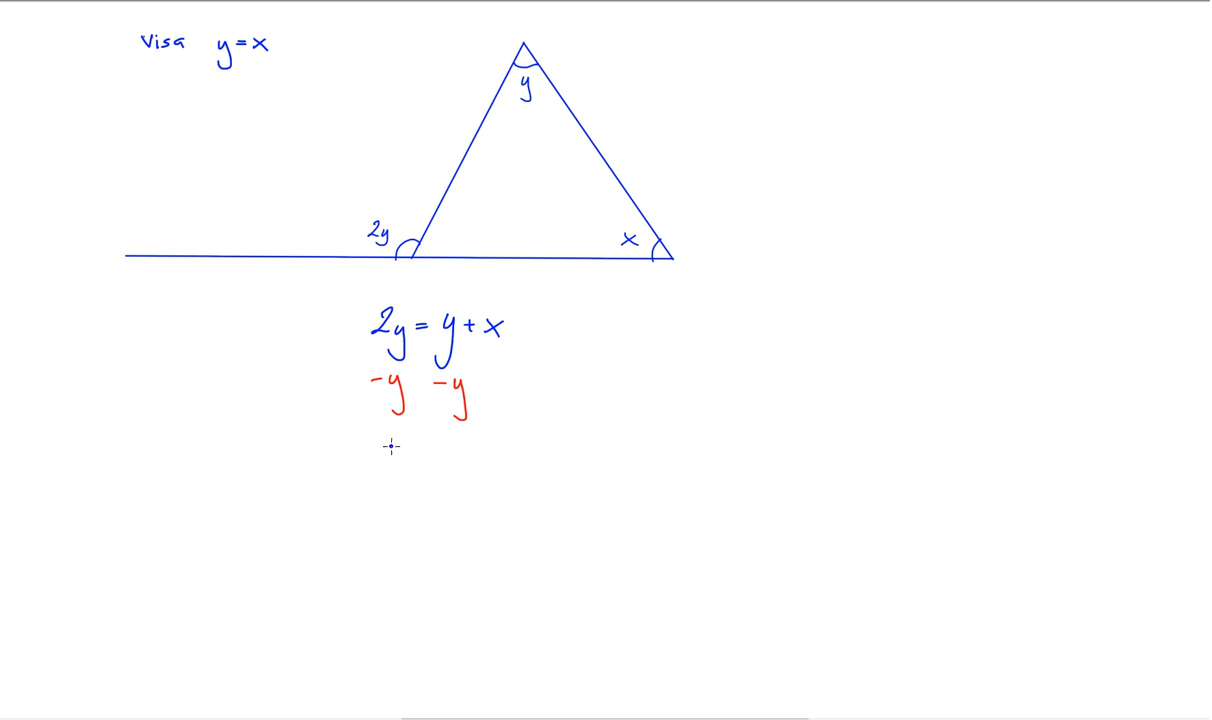 Visa y = x
y
2y
x
2y = y + x
-y -y